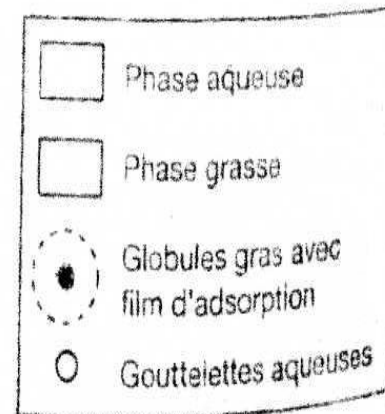 Phase aqueuse
Phase grasse
Globules gras avec
film d'adsorption
Gouttelettes aqueuses